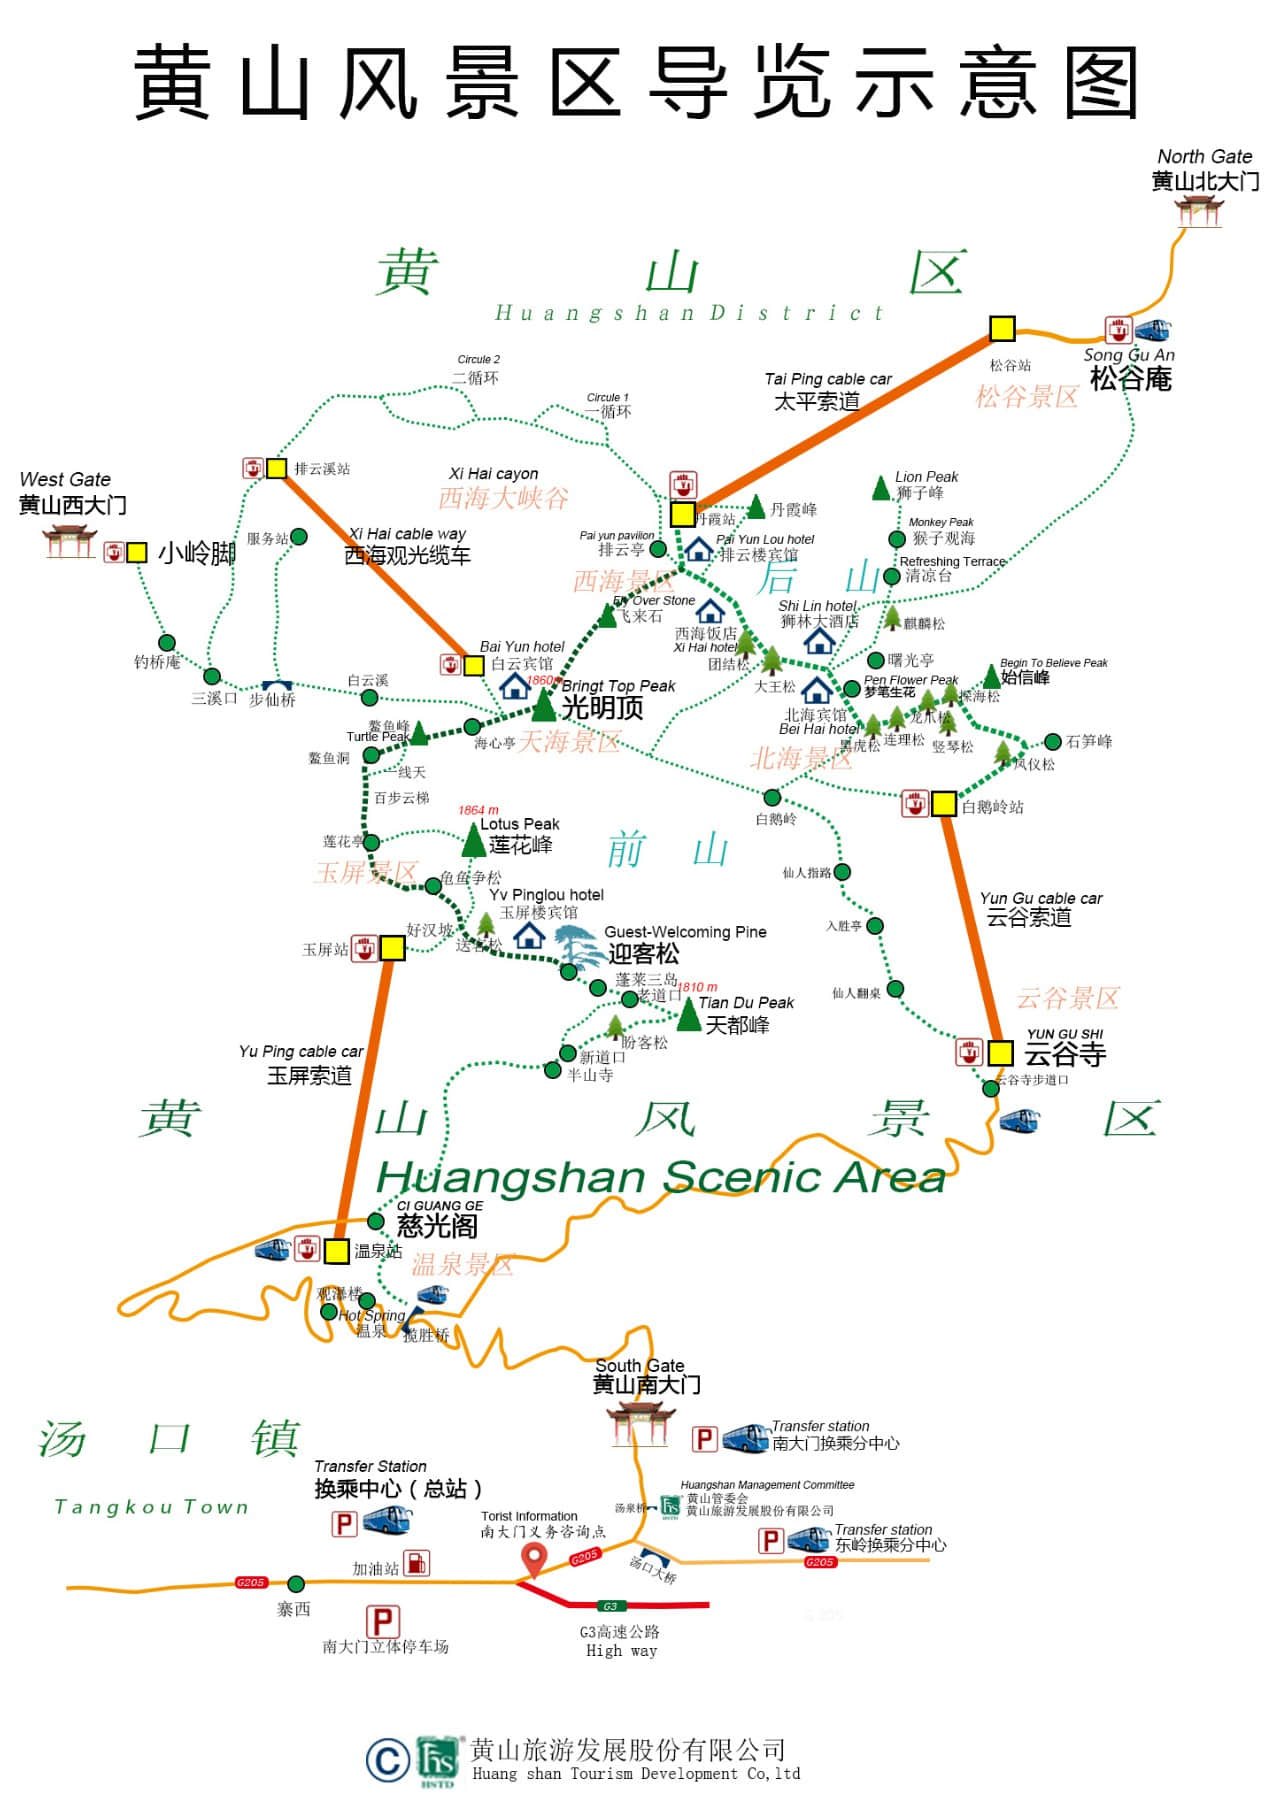 黄山风景区导览示意图
North Gate
黄山北大门
黄山区
Huangshan District
松谷站
Song Gu An
松谷庵
松谷景区
Tai Ping cable car
太平索道
Circule 2
二循环
Circule 1
一循环
排云溪站
Xi Hai cayon
西海大峡谷
West Gate
黄山西大门
小岭脚
服务站
Xi Hai cable way
西海观光缆车
Lion Peak
狮子峰
丹霞站
丹霞峰
Monkey Peak
猴子观海
Pai yun pavilion
排云亭
Pai Yun Lou hotel
排云楼宾馆
Refreshing Terrace
清凉台
西海景区
后山
Fly Over Stone
飞来石
西海饭店
Xi Hai hotel
团结松
Shi Lin hotel
狮林大酒店
麒麟松
钓桥庵
Bai Yun hotel
白云宾馆
曙光亭
Begin To Believe Peak
始信峰
三溪口
步仙桥
白云溪
1860m
Bringt Top Peak
光明顶
大王松
Pen Flower Peak
梦笔生花
探海松
龙爪松
北海宾馆
Bei Hai hotel
黑虎松
连理松
竖琴松
石笋峰
凤仪松
鳌鱼峰
Turtle Peak
海心亭
天海景区
北海景区
鳌鱼洞
一线天
百步云梯
白鹅岭
白鹅岭站
1864 m
Lotus Peak
莲花峰
莲花亭
前山
玉屏景区
龟鱼争松
仙人指路
Yv Pinglou hotel
玉屏楼宾馆
Yun Gu cable car
云谷索道
好汉坡
送客松
玉屏站
Guest-Welcoming Pine
迎客松
入胜亭
蓬莱三岛
老道口
1810 m
Tian Du Peak
天都峰
仙人翻桌
云谷景区
盼客松
新道口
半山寺
YUN GU SHI
云谷寺
云谷寺步道口
Yu Ping cable car
玉屏索道
黄山风景区
Huangshan Scenic Area
CI GUANG GE
慈光阁
温泉站
温泉景区
观瀑楼
Hot Spring
温泉
揽胜桥
South Gate
黄山南大门
汤口镇
Tangkou Town
Transfer station
南大门换乘分中心
Transfer Station
换乘中心（总站）
P
P
Huangshan Management Committee
黄山管委会
黄山旅游发展股份有限公司
汤泉桥
Torist Information
南大门义务咨询点
Transfer station
东岭换乘分中心
P
加油站
G205
汤口大桥
G205
G205
寨西
P
南大门立体停车场
G3
G3高速公路
High way
© HSTD
黄山旅游发展股份有限公司
Huang shan Tourism Development Co,ltd